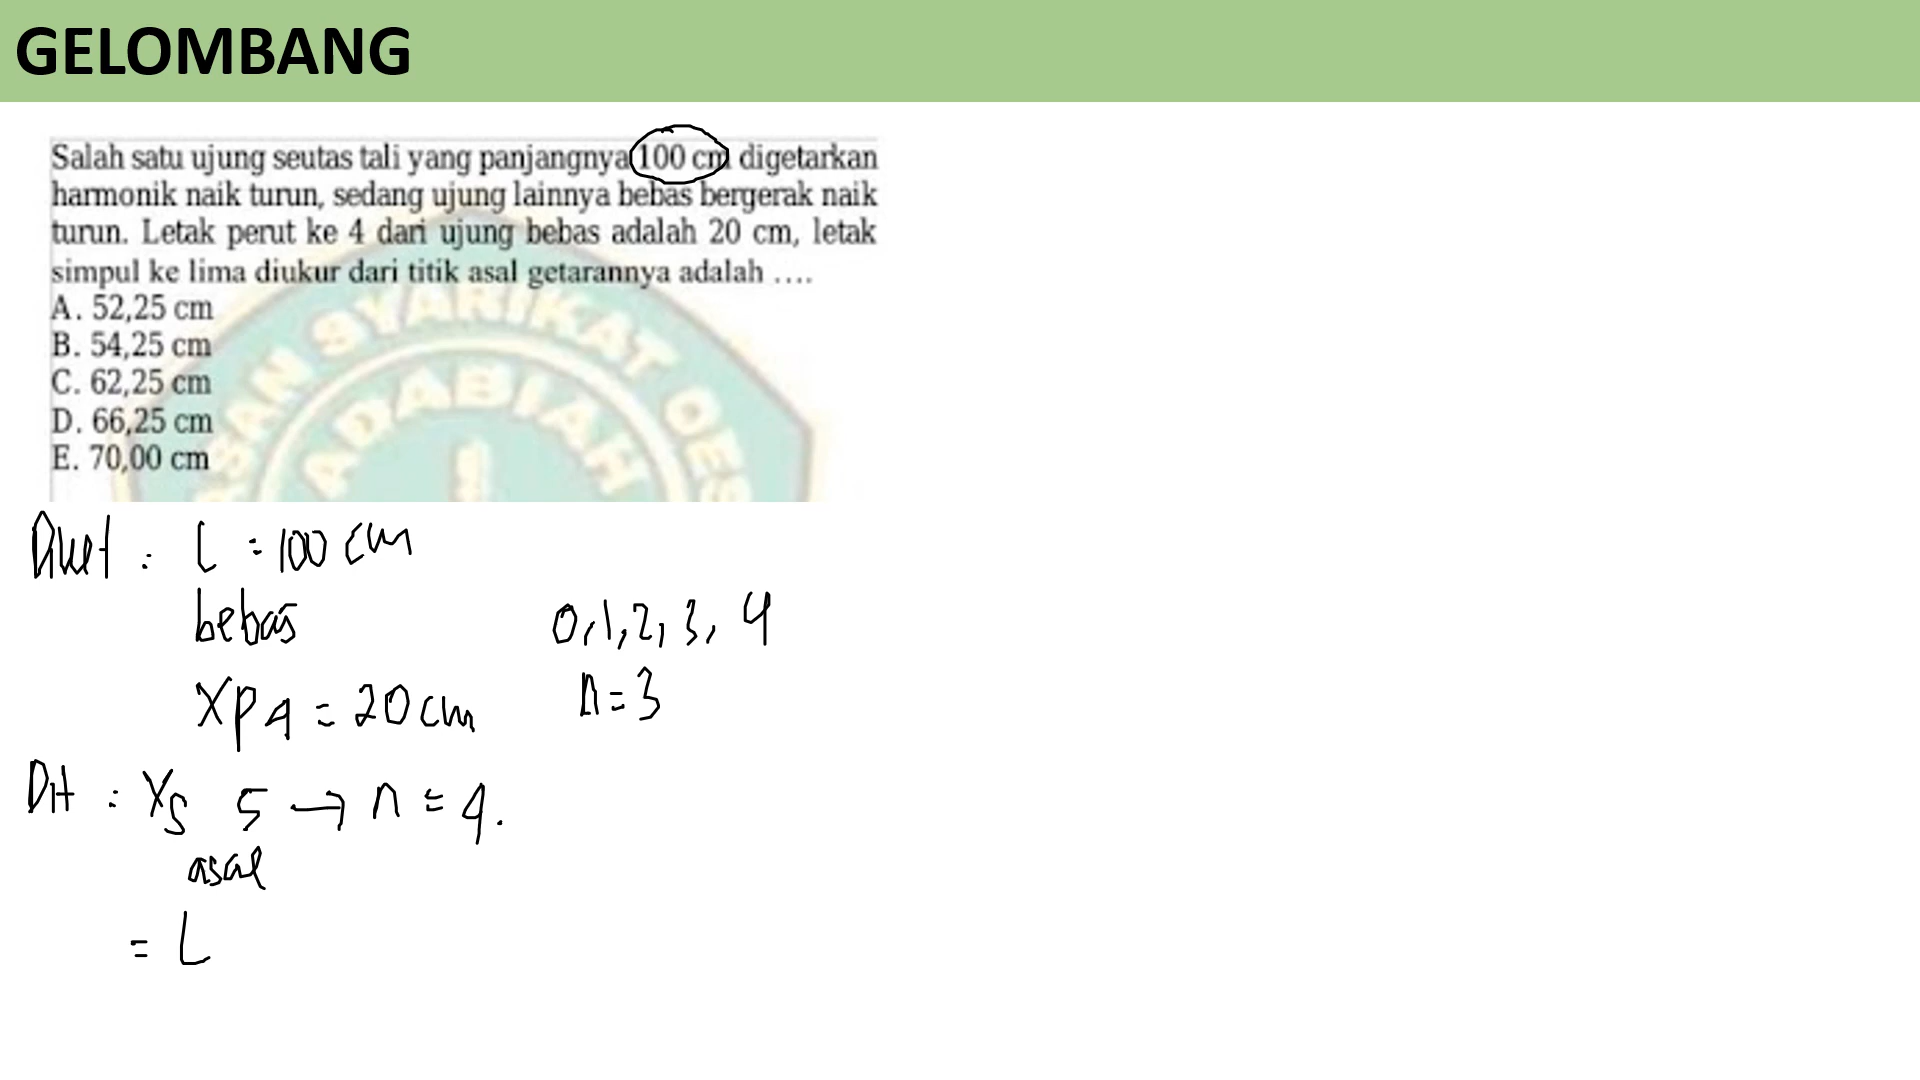 GELOMBANG
Salah satu ujung seutas tali yang panjangnya 100 cm digetarkan
harmonik naik turun, sedang ujung lainnya bebas bergerak naik
turun. Letak perut ke 4 dari ujung bebas adalah 20 cm, letak
simpul ke lima diukur dari titik asal getarannya adalah ....
A. 52,25 cm
B. 54,25 cm
C. 62,25 cm
D. 66,25 cm
E. 70,00 cm
SYARIKAT OES
ADABIAH
Diket : L = 100 cm
bebas 0, 1, 2, 3, 4
XP4 = 20 cm n = 3
Dit : Xs 5 → n = 4.
asal
= L